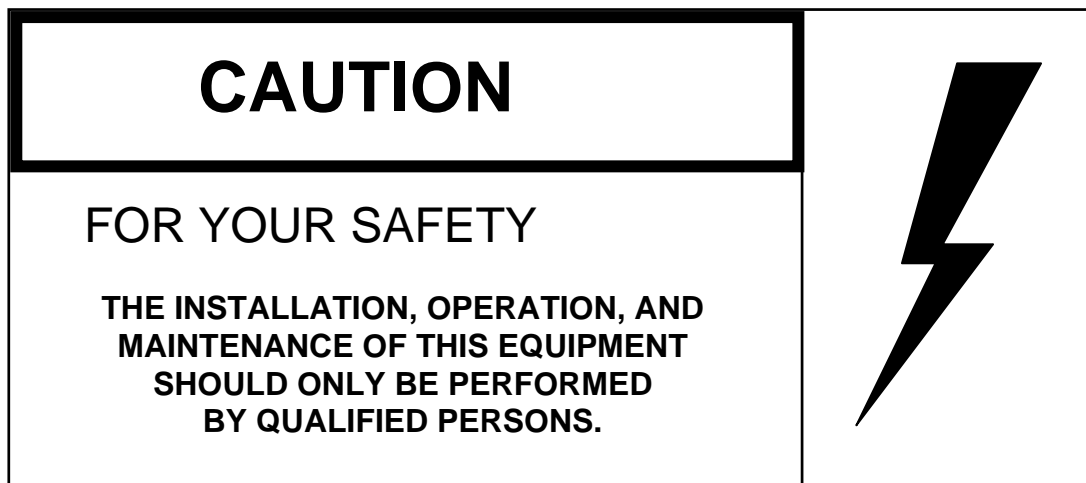 CAUTION
FOR YOUR SAFETY
THE INSTALLATION, OPERATION, AND
MAINTENANCE OF THIS EQUIPMENT
SHOULD ONLY BE PERFORMED
BY QUALIFIED PERSONS.